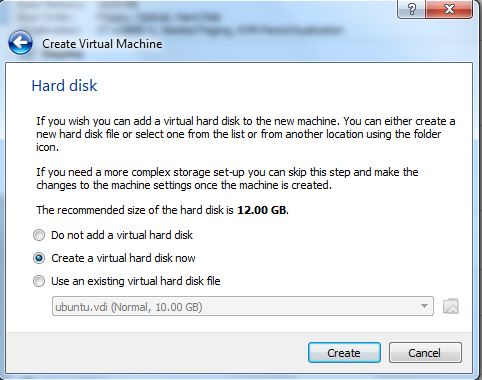 Create Virtual Machine
Hard disk
If you wish you can add a virtual hard disk to the new machine. You can either create a
new hard disk file or select one from the list or from another location using the folder
icon.
If you need a more complex storage set-up you can skip this step and make the
changes to the machine settings once the machine is created.
The recommended size of the hard disk is 12.00 GB.
Do not add a virtual hard disk
Create a virtual hard disk now
Use an existing virtual hard disk file
ubuntu.vdi (Normal, 10.00 GB)
Create Cancel